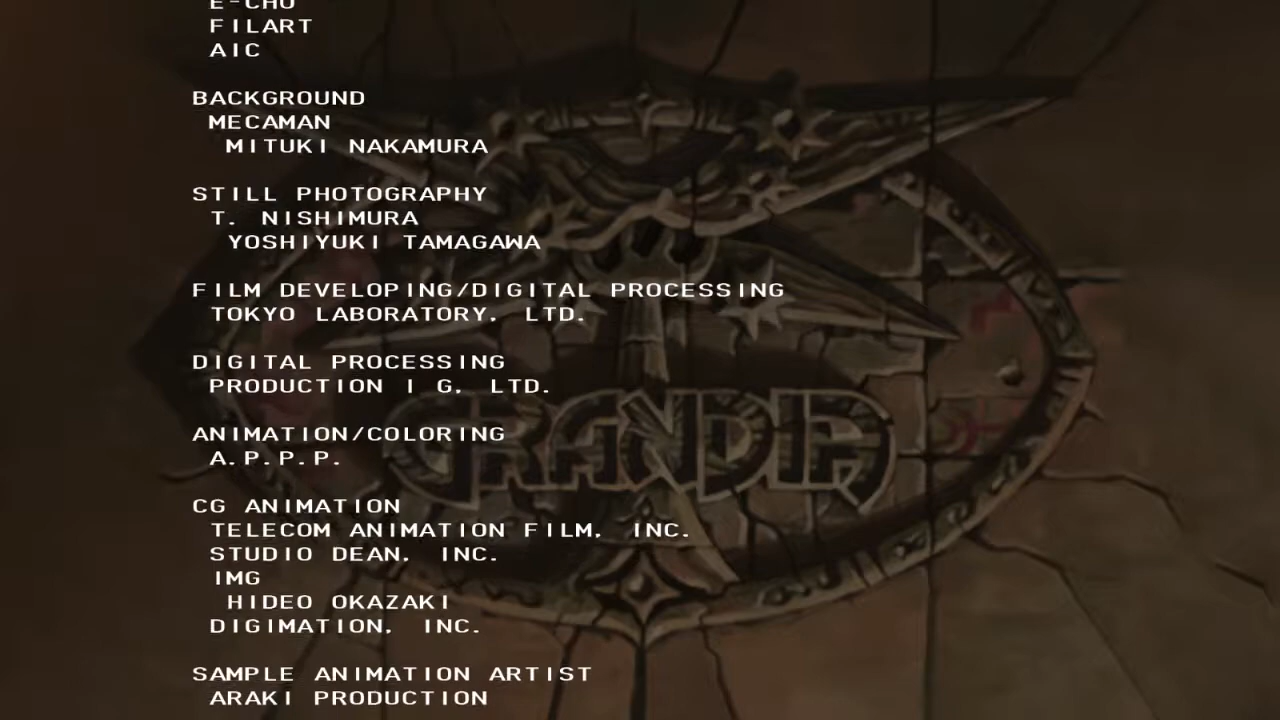 E-CHO
FILART
AIC
BACKGROUND
MECAMAN
MITUKI NAKAMURA
STILL PHOTOGRAPHY
T. NISHIMURA
YOSHIYUKI TAMAGAWA
FILM DEVELOPING/DIGITAL PROCESSING
TOKYO LABORATORY. LTD.
DIGITAL PROCESSING
PRODUCTION I G. LTD.
ANIMATION/COLORING
A.P.P.P.
GRANDIA
CG ANIMATION
TELECOM ANIMATION FILM. INC.
STUDIO DEAN. INC.
IMG
HIDEO OKAZAKI
DIGIMATION. INC.
SAMPLE ANIMATION ARTIST
ARAKI PRODUCTION